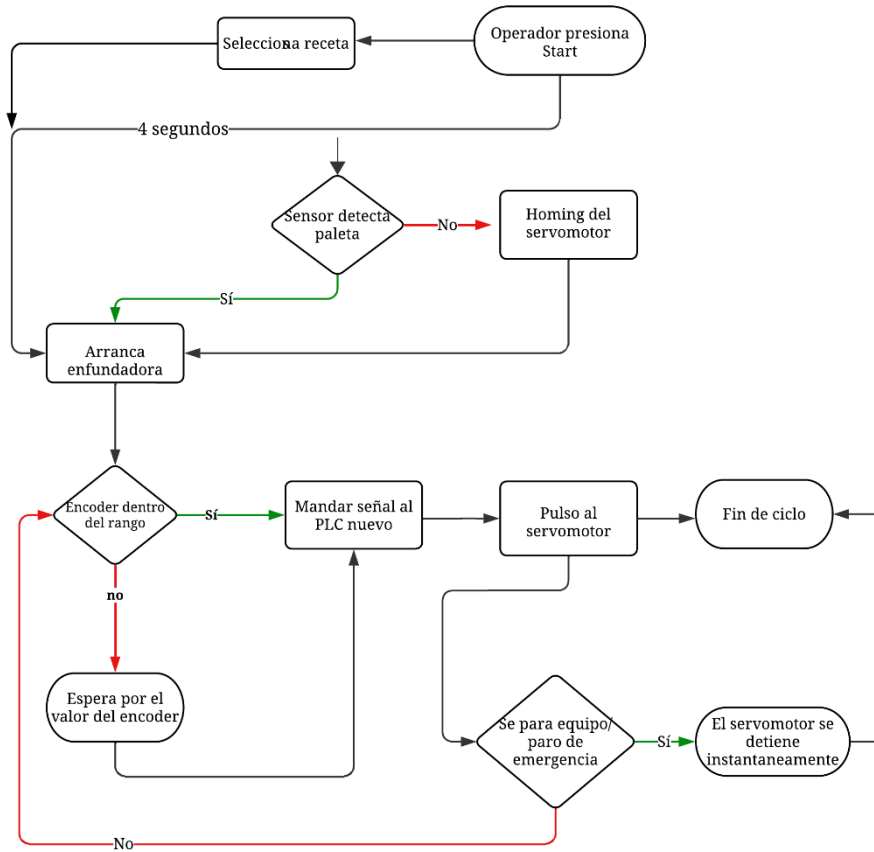 Operador presiona
Start
Selecciona receta
4 segundos
Sensor detecta
paleta
No
Homing del
servomotor
Sí
Arranca
enfundadora
Encoder dentro
del rango
Sí
Mandar señal al
PLC nuevo
Pulso al
servomotor
Fin de ciclo
no
Espera por el
valor del encoder
Se para equipo/
paro de
emergencia
Sí
El servomotor se
detiene
instantaneamente
No